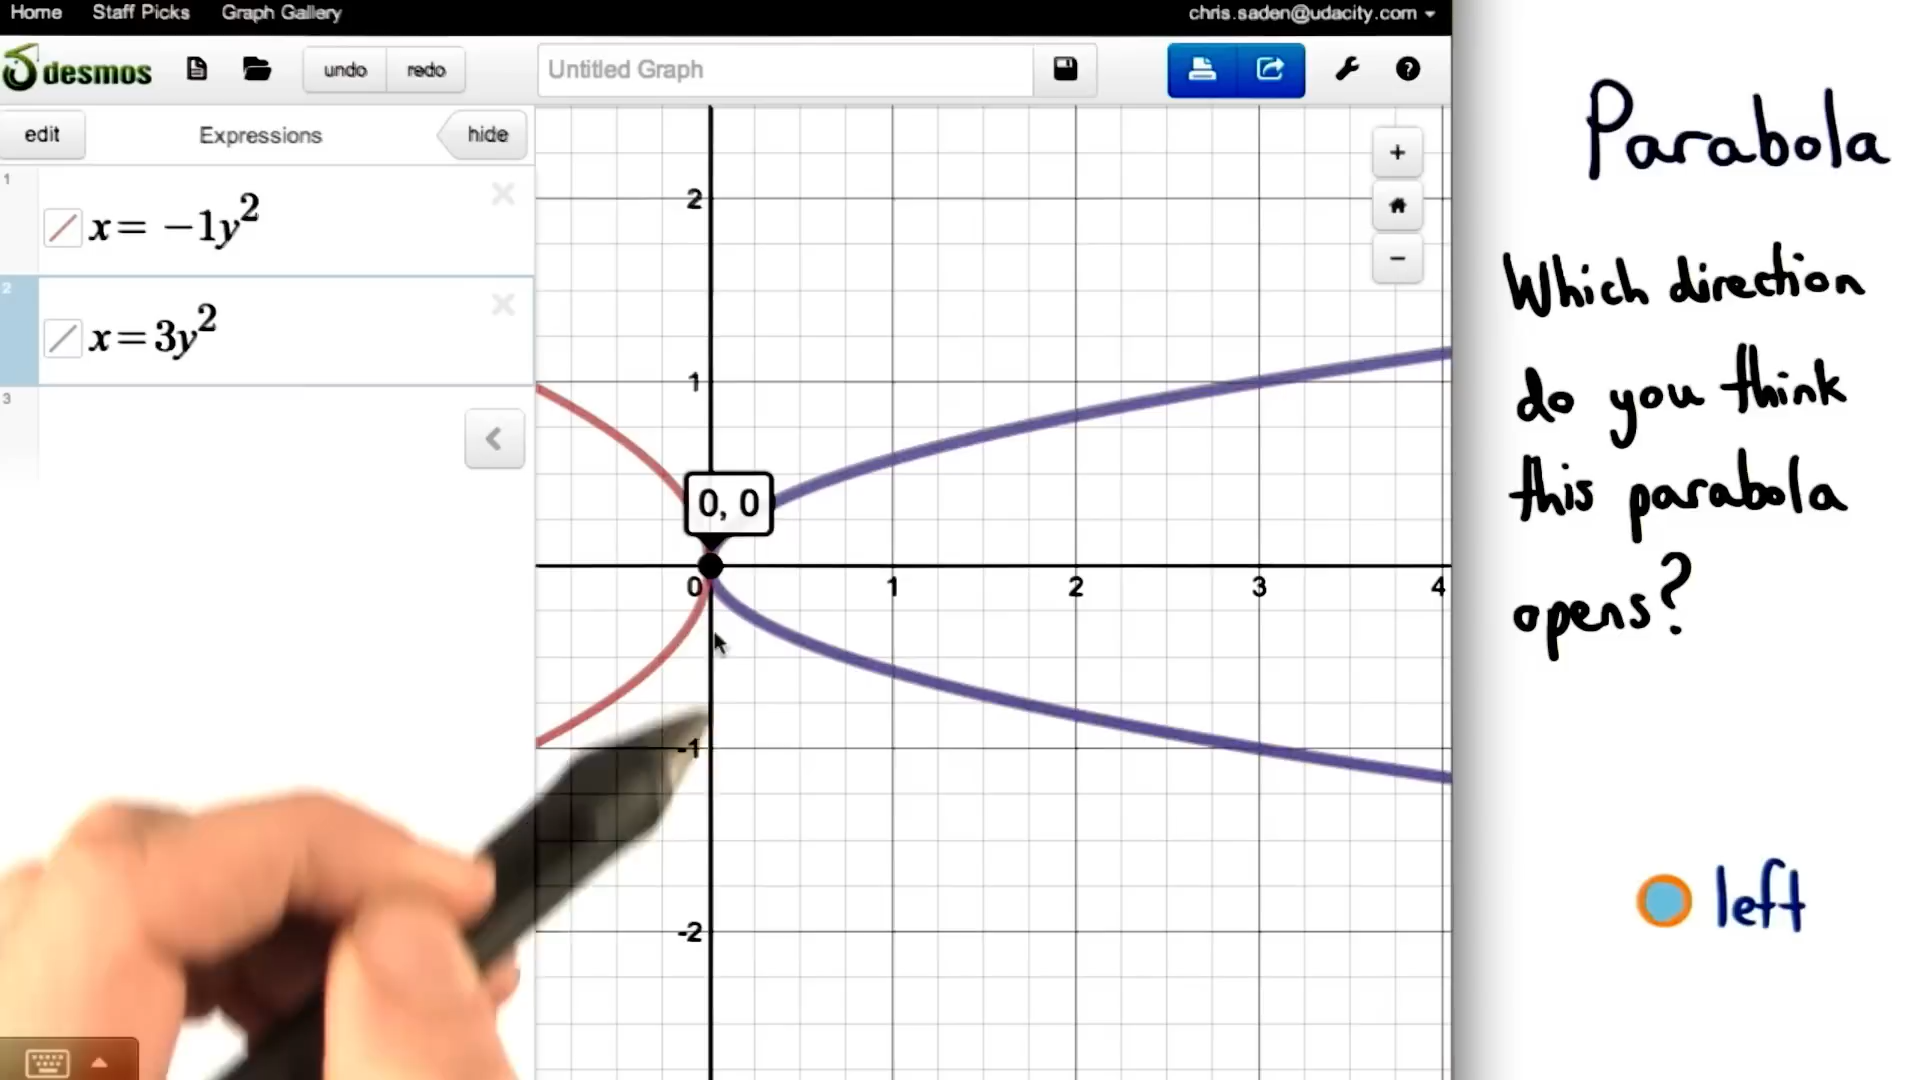 Home Staff Picks Graph Gallery chris.saden@udacity.com
desmos undo redo Untitled Graph
edit Expressions hide
1
x=−1y²
2
x=3y²
3
+
−
2
1
0, 0
0 1 2 3 4
-1
-2
Parabola
Which direction
do you think
this parabola
opens?
left